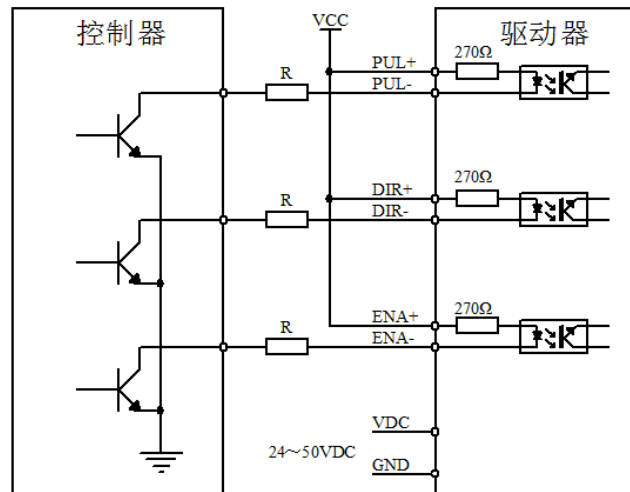 控制器
VCC
驱动器
270Ω
PUL+
R
PUL-
270Ω
DIR+
R
DIR-
270Ω
ENA+
R
ENA-
VDC
24～50VDC
GND